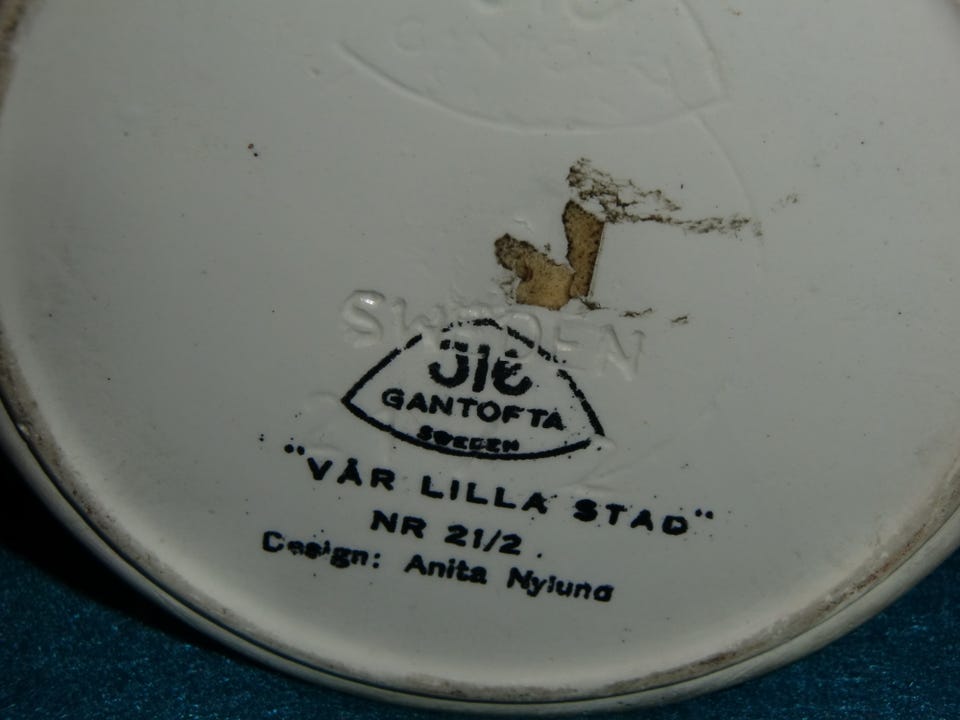 SWEDEN
JIE
GANTOFTA
SWEDEN
"VÅR LILLA STAD"
NR 21/2.
Design: Anita Nylund